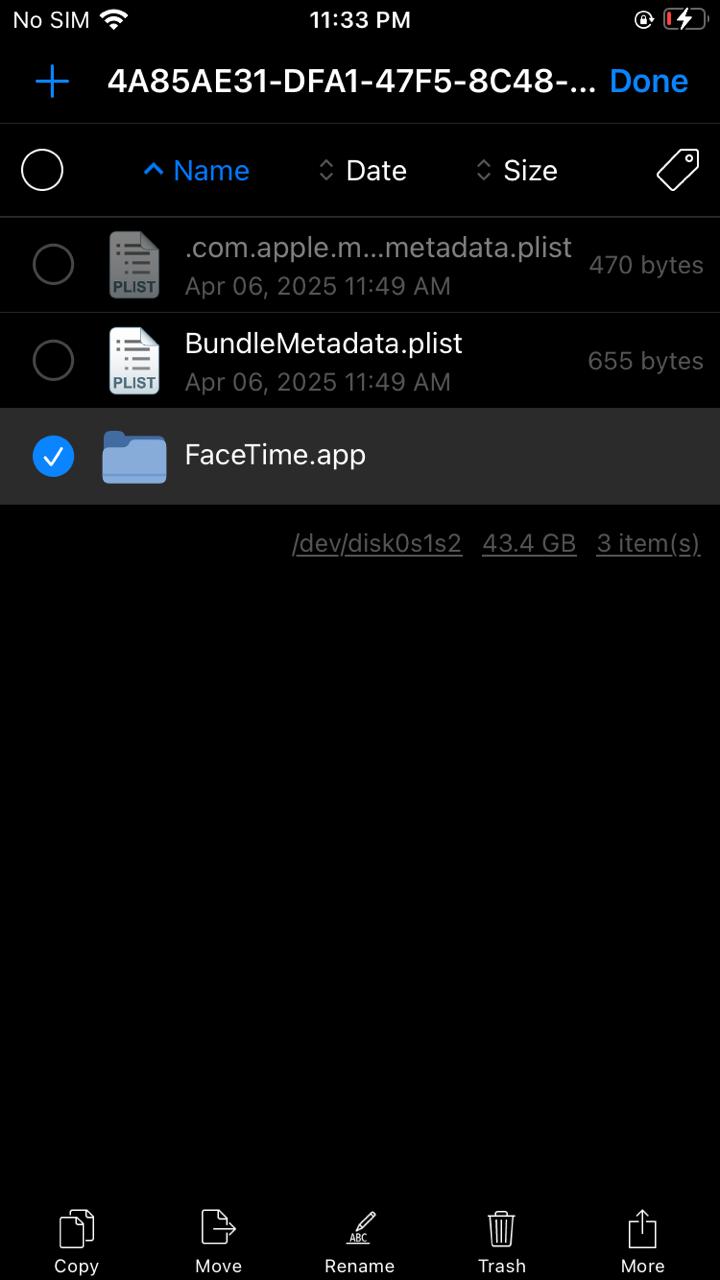 No SIM 11:33 PM
4A85AE31-DFA1-47F5-8C48-... Done
Name Date Size
.com.apple.m...metadata.plist 470 bytes
PLIST Apr 06, 2025 11:49 AM
BundleMetadata.plist 655 bytes
PLIST Apr 06, 2025 11:49 AM
FaceTime.app
/dev/disk0s1s2 43.4 GB 3 item(s)
ABC
Copy Move Rename Trash More